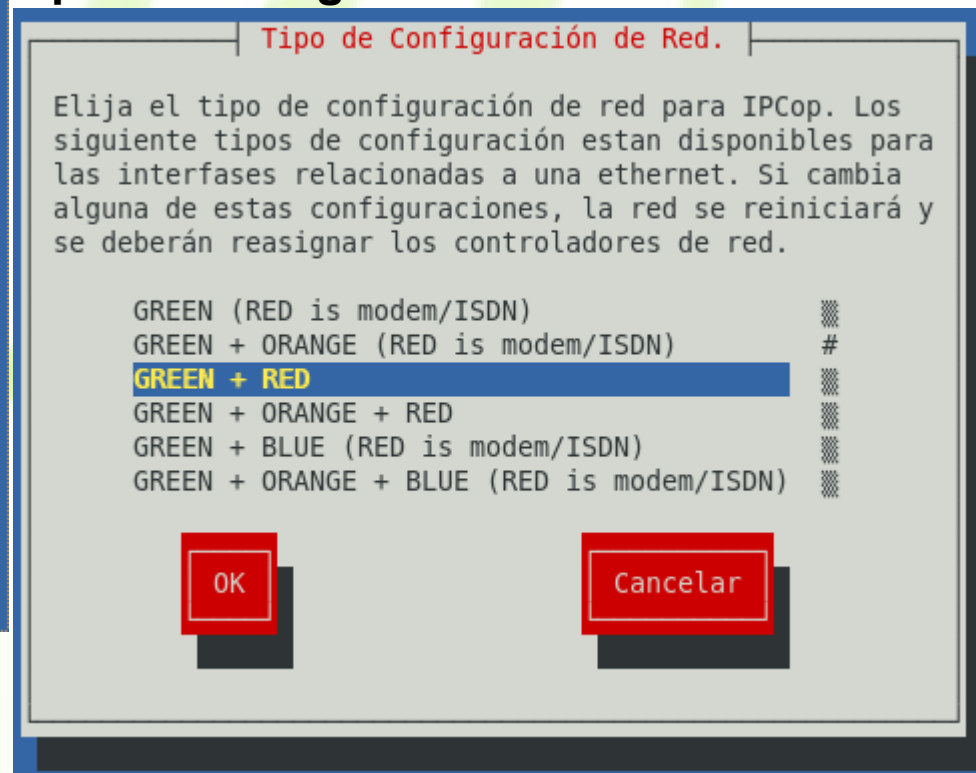 Tipo de Configuración de Red.
Elija el tipo de configuración de red para IPCop. Los
siguiente tipos de configuración estan disponibles para
las interfases relacionadas a una ethernet. Si cambia
alguna de estas configuraciones, la red se reiniciará y
se deberán reasignar los controladores de red.
GREEN (RED is modem/ISDN)
GREEN + ORANGE (RED is modem/ISDN) #
GREEN + RED
GREEN + ORANGE + RED
GREEN + BLUE (RED is modem/ISDN)
GREEN + ORANGE + BLUE (RED is modem/ISDN)
OK Cancelar